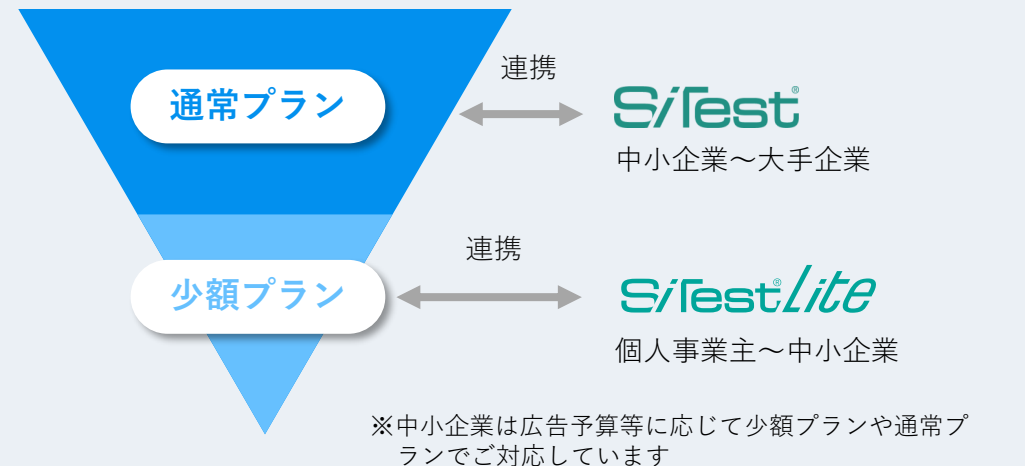 連携
通常プラン
SiTest®
中小企業～大手企業
連携
少額プラン
SiTest® Lite
個人事業主～中小企業
※中小企業は広告予算等に応じて少額プランや通常プ
ランでご対応しています